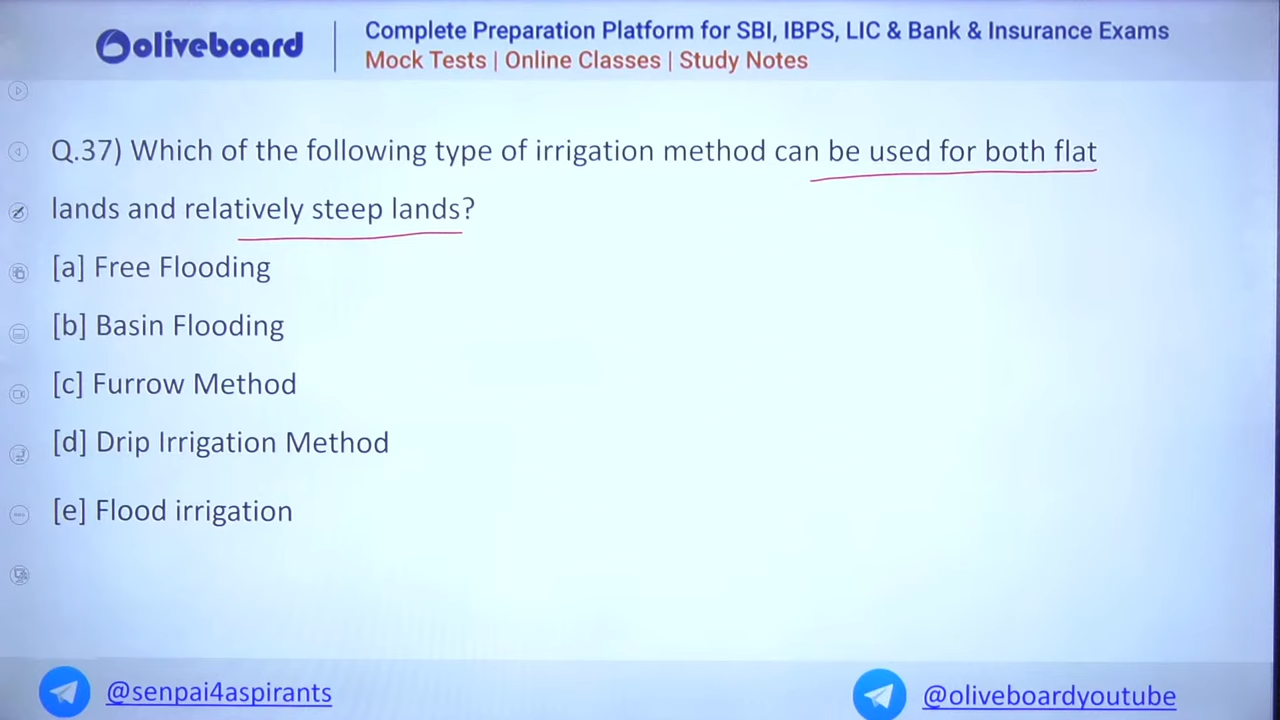 oliveboard
Complete Preparation Platform for SBI, IBPS, LIC & Bank & Insurance Exams
Mock Tests | Online Classes | Study Notes
Q.37) Which of the following type of irrigation method can be used for both flat
lands and relatively steep lands?
[a] Free Flooding
[b] Basin Flooding
[c] Furrow Method
[d] Drip Irrigation Method
[e] Flood irrigation
@senpai4aspirants
@oliveboardyoutube